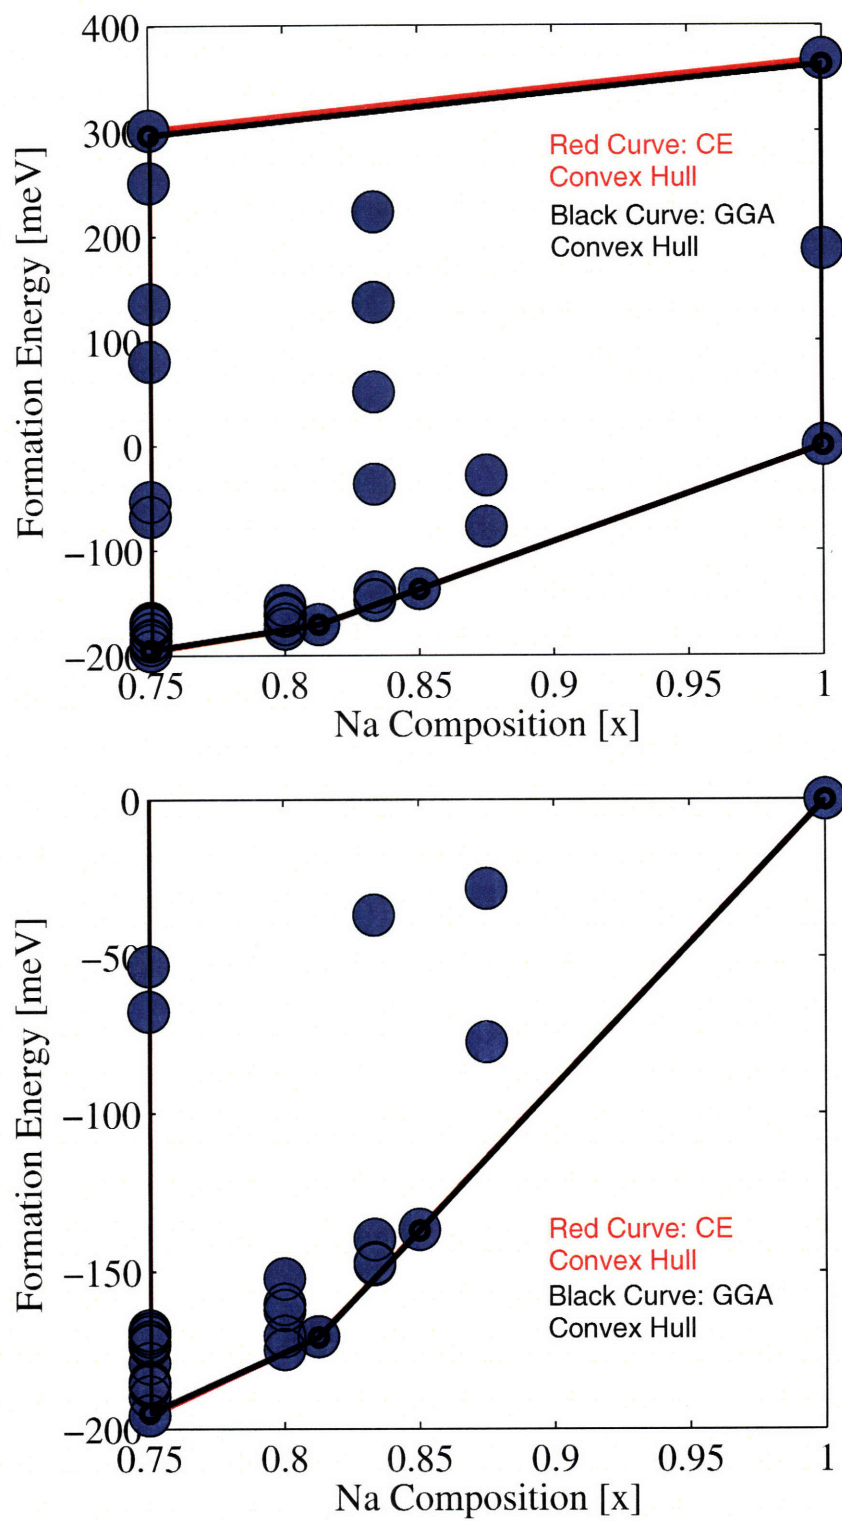 400
300
200
100
0
−100
−200
Formation Energy [meV]
Red Curve: CE
Convex Hull
Black Curve: GGA
Convex Hull
0.75 0.8 0.85 0.9 0.95 1
Na Composition [x]
0
−50
−100
−150
−200
Formation Energy [meV]
Red Curve: CE
Convex Hull
Black Curve: GGA
Convex Hull
0.75 0.8 0.85 0.9 0.95 1
Na Composition [x]